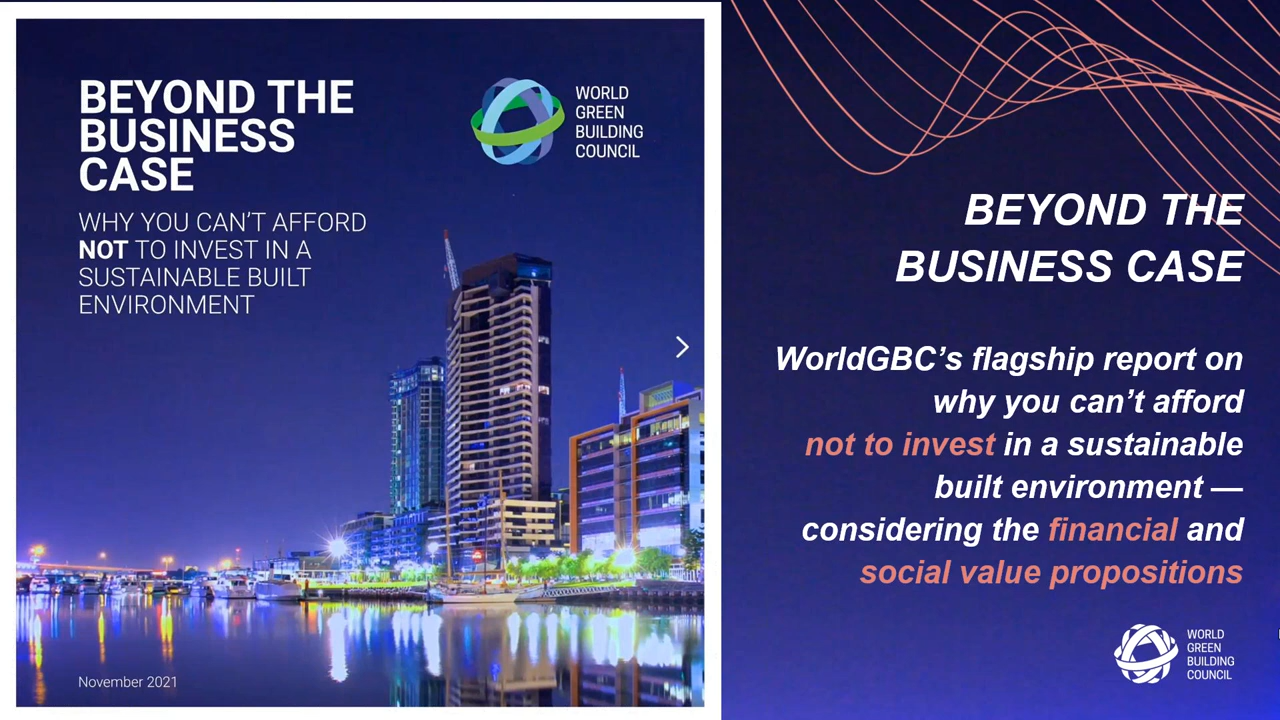 BEYOND THE
BUSINESS
CASE
WORLD
GREEN
BUILDING
COUNCIL
WHY YOU CAN'T AFFORD
NOT TO INVEST IN A
SUSTAINABLE BUILT
ENVIRONMENT
November 2021
BEYOND THE
BUSINESS CASE
WorldGBC’s flagship report on
why you can’t afford
not to invest in a sustainable
built environment —
considering the financial and
social value propositions
WORLD
GREEN
BUILDING
COUNCIL